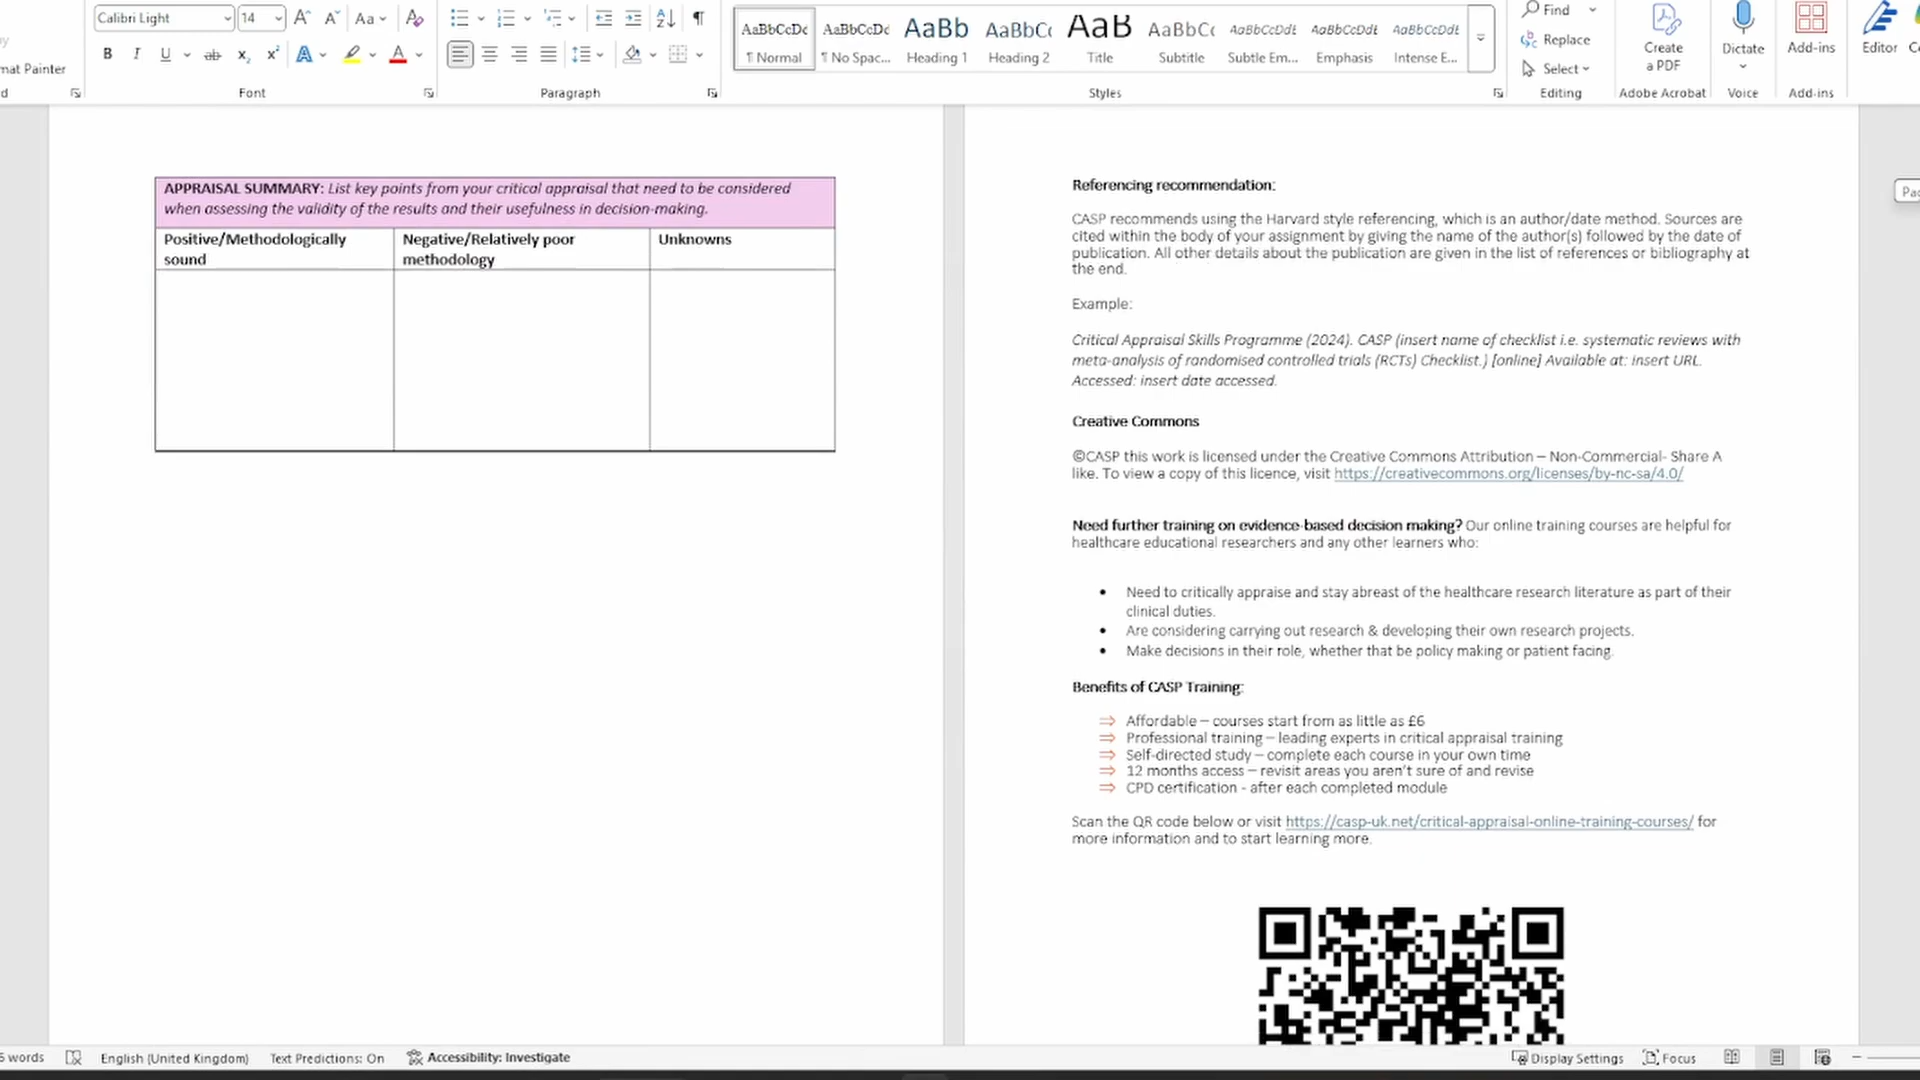 Calibri Light
14
Aa
mat Painter
B I U ab x₂ x² A A
Font
Paragraph
AaBbCcDc
¶ Normal
AaBbCcDc
¶ No Spac...
AaBb
Heading 1
AaBbCc
Heading 2
AaB
Title
AaBbCc
Subtitle
AaBbCcDdE
Subtle Em...
AaBbCcDdE
Emphasis
AaBbCcDdE
Intense E...
Styles
Find
Replace
Select
Editing
Create
a PDF
Adobe Acrobat
Dictate
Voice
Add-ins
Add-ins
Editor
APPRAISAL SUMMARY: List key points from your critical appraisal that need to be considered
when assessing the validity of the results and their usefulness in decision-making.
Positive/Methodologically
sound
Negative/Relatively poor
methodology
Unknowns
Referencing recommendation:
CASP recommends using the Harvard style referencing, which is an author/date method. Sources are
cited within the body of your assignment by giving the name of the author(s) followed by the date of
publication. All other details about the publication are given in the list of references or bibliography at
the end.
Example:
Critical Appraisal Skills Programme (2024). CASP (insert name of checklist i.e. systematic reviews with
meta-analysis of randomised controlled trials (RCTs) Checklist.) [online] Available at: insert URL.
Accessed: insert date accessed.
Creative Commons
©CASP this work is licensed under the Creative Commons Attribution – Non-Commercial- Share A
like. To view a copy of this licence, visit https://creativecommons.org/licenses/by-nc-sa/4.0/
Need further training on evidence-based decision making? Our online training courses are helpful for
healthcare educational researchers and any other learners who:
• Need to critically appraise and stay abreast of the healthcare research literature as part of their
clinical duties.
• Are considering carrying out research & developing their own research projects.
• Make decisions in their role, whether that be policy making or patient facing.
Benefits of CASP Training:
⇒ Affordable – courses start from as little as £6
⇒ Professional training – leading experts in critical appraisal training
⇒ Self-directed study – complete each course in your own time
⇒ 12 months access – revisit areas you aren't sure of and revise
⇒ CPD certification - after each completed module
Scan the QR code below or visit https://casp-uk.net/critical-appraisal-online-training-courses/ for
more information and to start learning more.
words
English (United Kingdom)
Text Predictions: On
Accessibility: Investigate
Display Settings
Focus